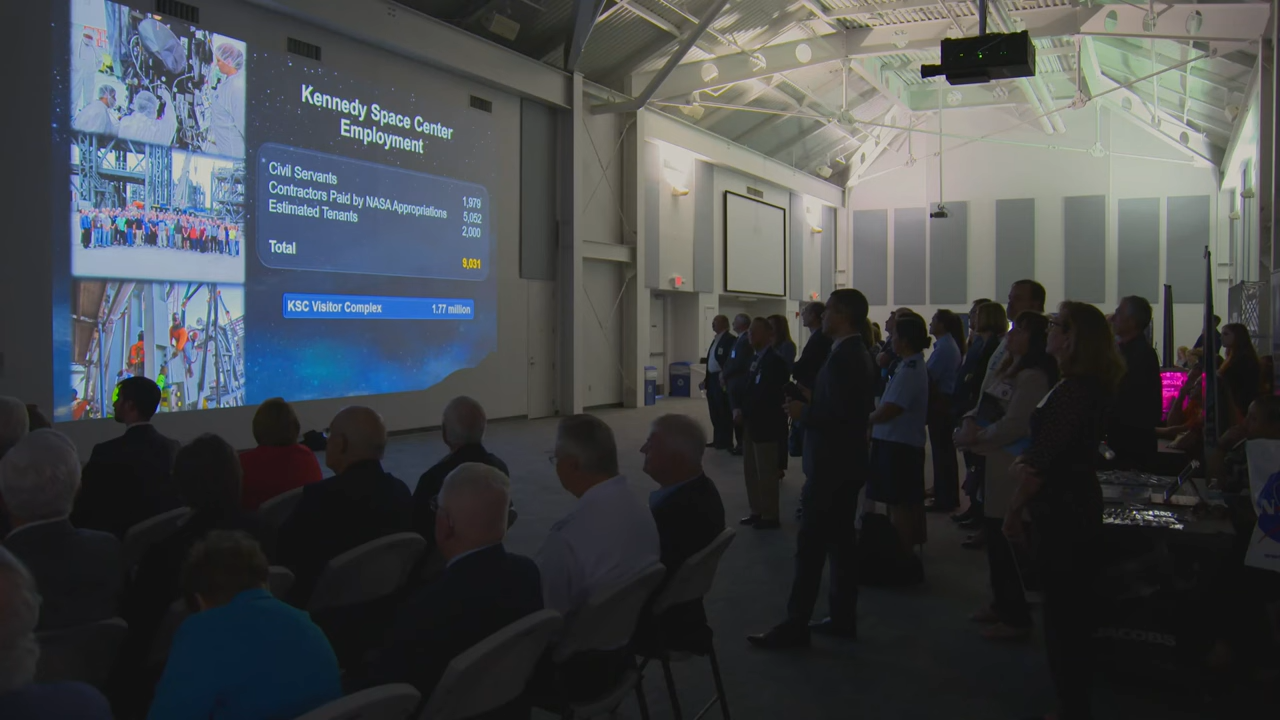 Kennedy Space Center
Employment
Civil Servants 1,979
Contractors Paid by NASA Appropriations 5,052
Estimated Tenants 2,000
Total 9,031
KSC Visitor Complex 1.77 million
JACOBS